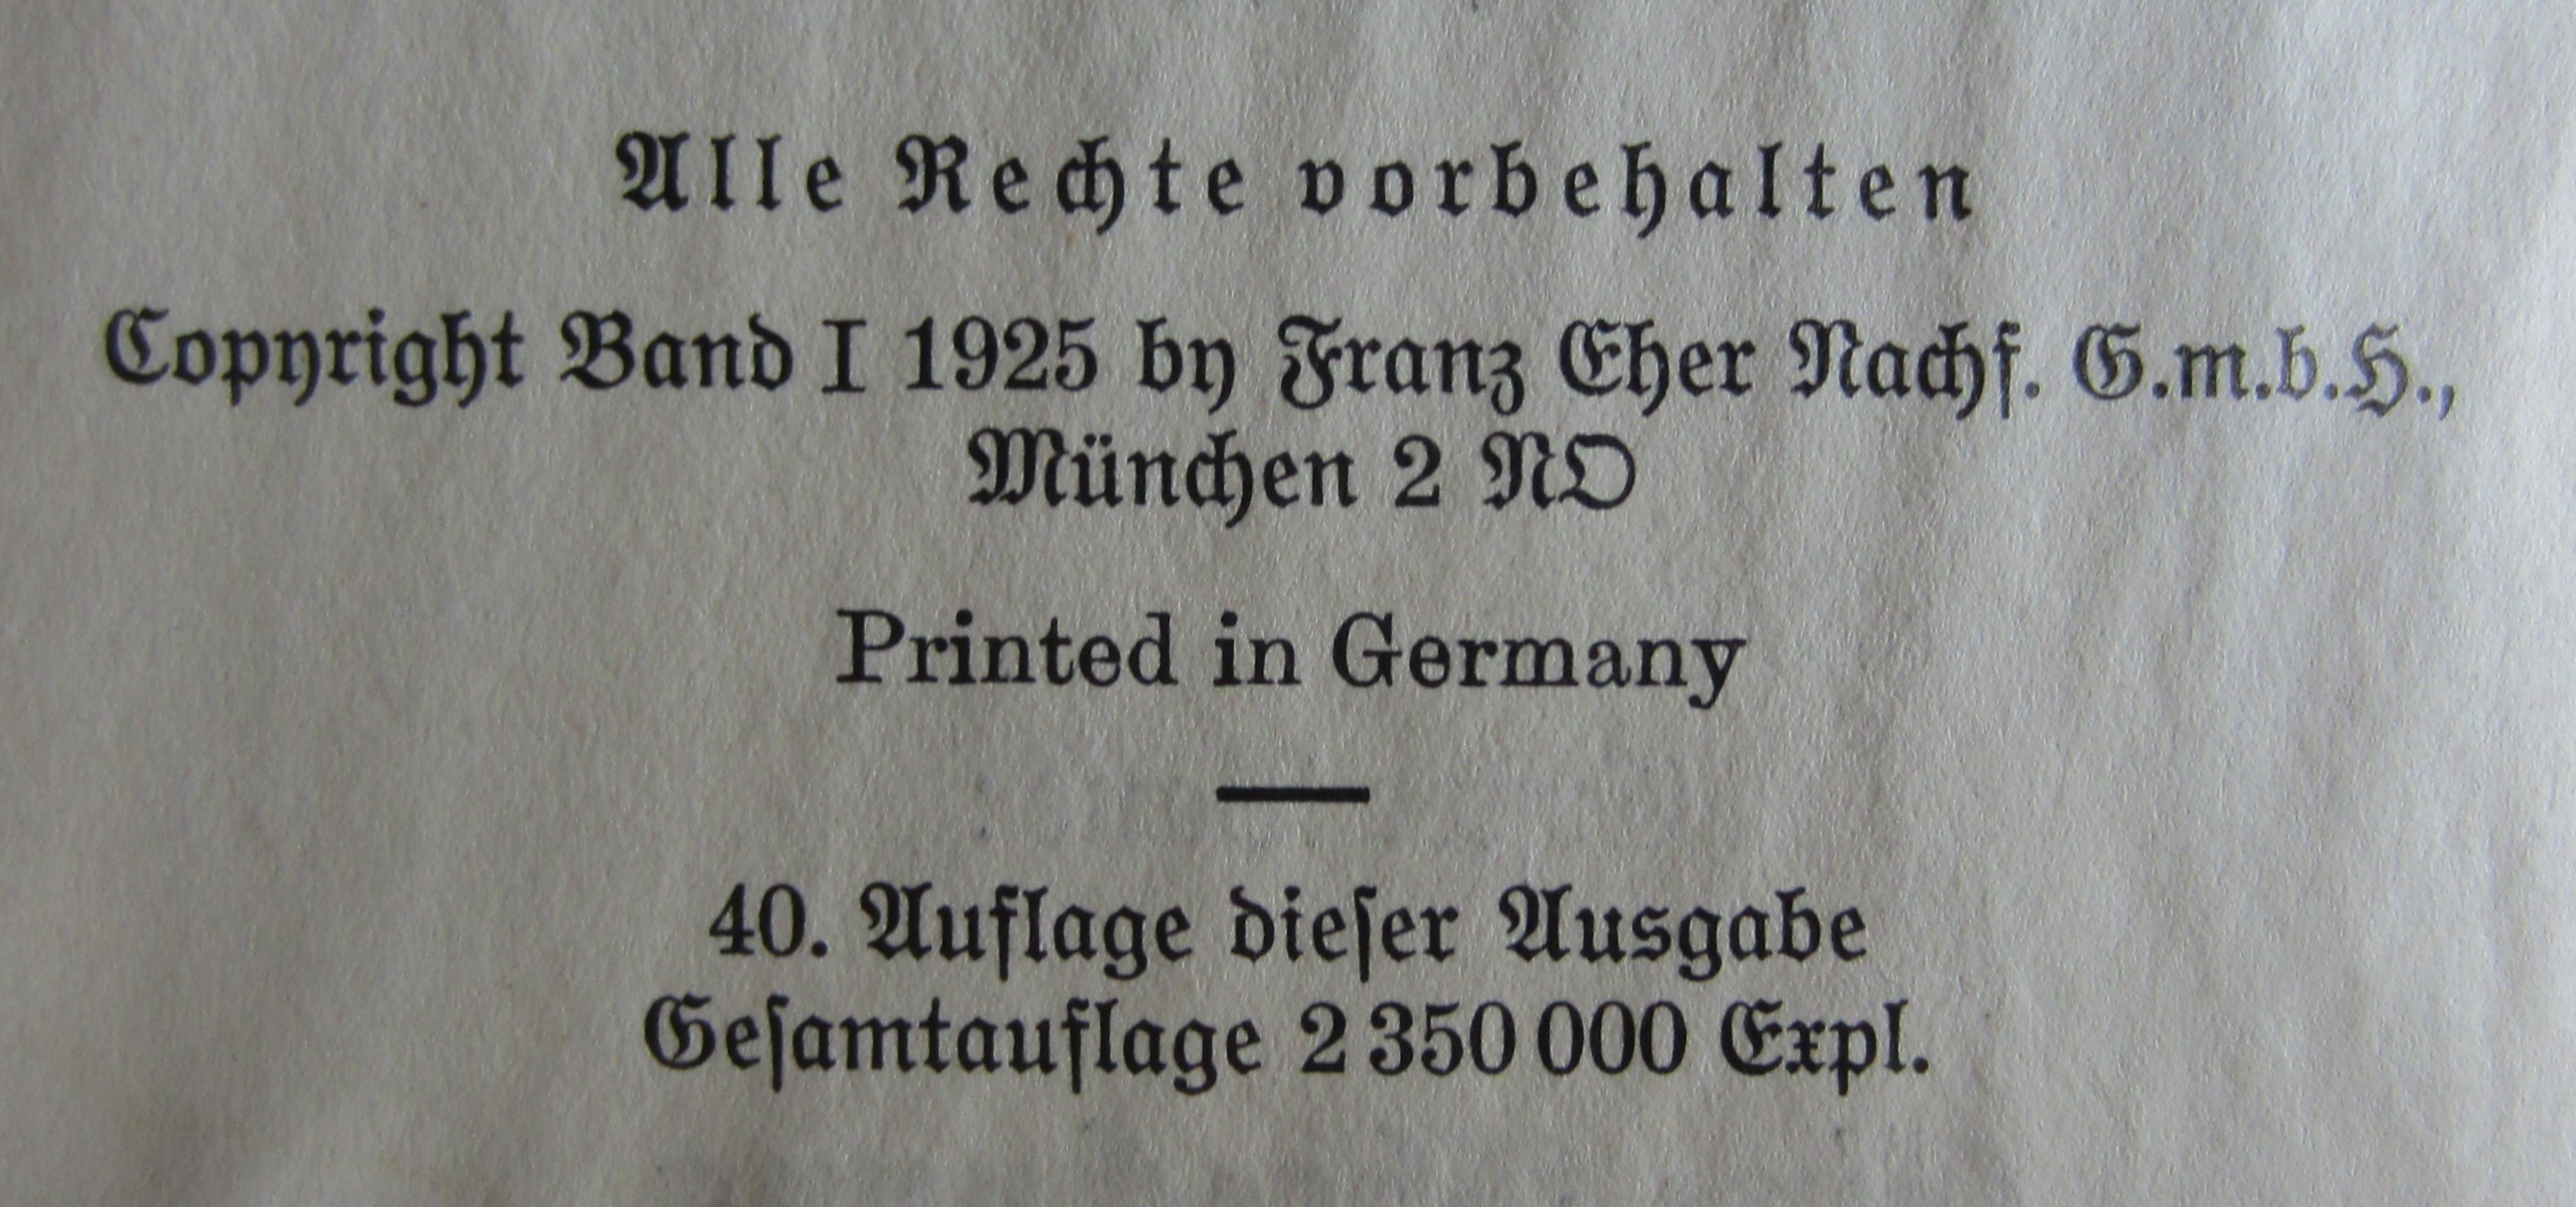 Alle Rechte vorbehalten
Copyright Band I 1925 by Franz Eher Nachf. G.m.b.H.,
München 2 NO
Printed in Germany
40. Auflage dieſer Ausgabe
Geſamtauflage 2 350 000 Expl.